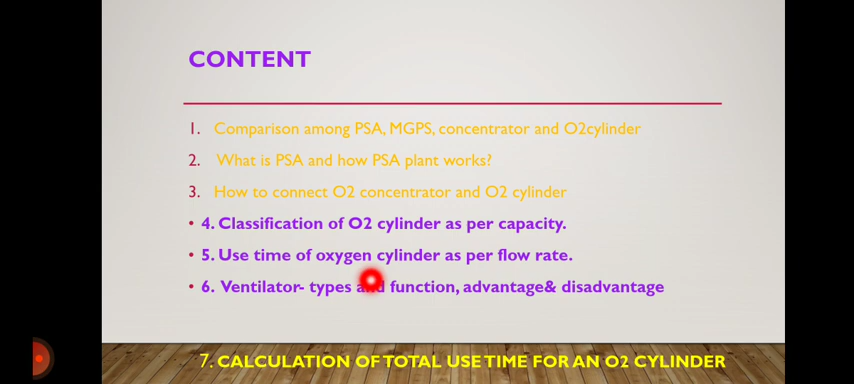 CONTENT
1. Comparison among PSA, MGPS, concentrator and O2cylinder
2. What is PSA and how PSA plant works?
3. How to connect O2 concentrator and O2 cylinder
• 4. Classification of O2 cylinder as per capacity.
• 5. Use time of oxygen cylinder as per flow rate.
• 6. Ventilator- types and function, advantage& disadvantage
7. CALCULATION OF TOTAL USE TIME FOR AN O2 CYLINDER